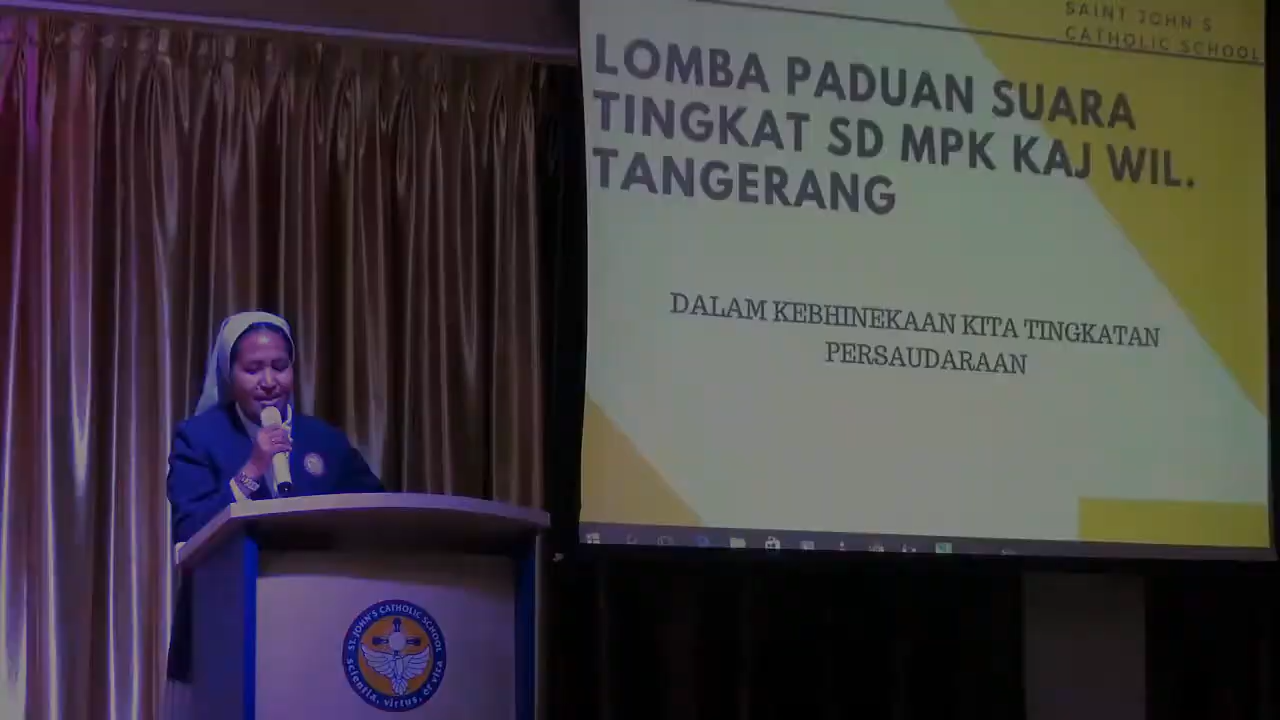 SAINT JOHN'S
CATHOLIC SCHOOL
LOMBA PADUAN SUARA
TINGKAT SD MPK KAJ WIL.
TANGERANG
DALAM KEBHINEKAAN KITA TINGKATAN
PERSAUDARAAN
ST. JOHN'S CATHOLIC SCHOOL
scientia, virtus, et vita